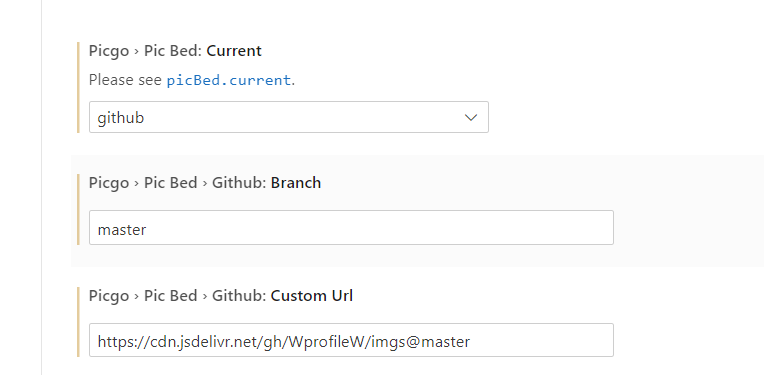 Picgo › Pic Bed: Current
Please see picBed.current.
github
Picgo › Pic Bed › Github: Branch
master
Picgo › Pic Bed › Github: Custom Url
https://cdn.jsdelivr.net/gh/WprofileW/imgs@master